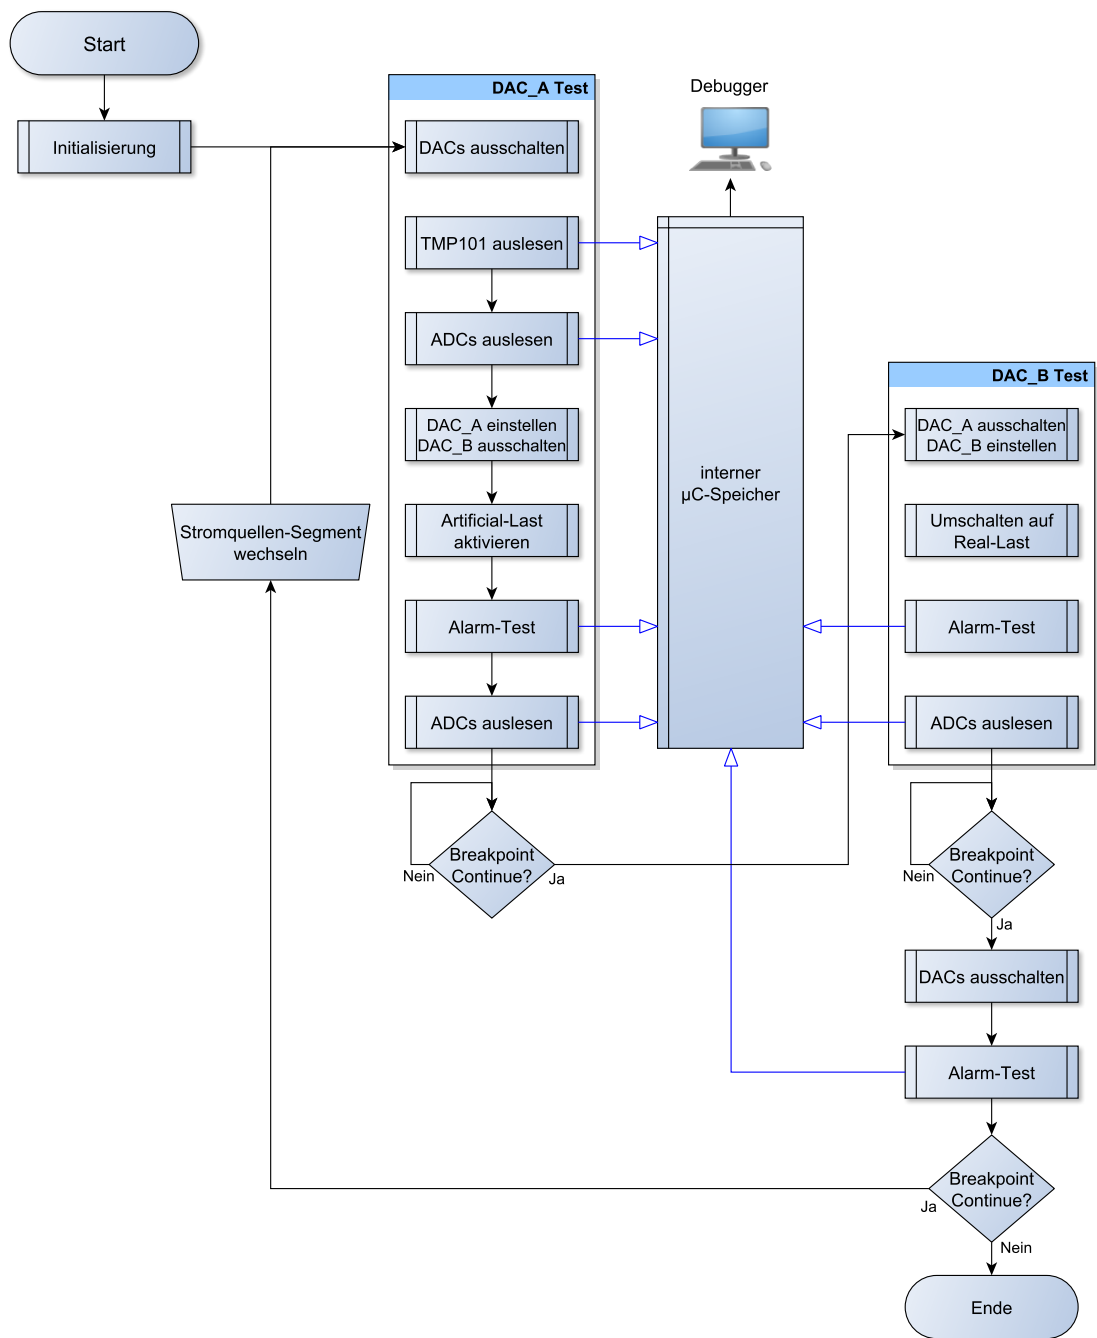 Start
Initialisierung
DAC_A Test
DACs ausschalten
TMP101 auslesen
ADCs auslesen
DAC_A einstellen
DAC_B ausschalten
Artificial-Last
aktivieren
Alarm-Test
ADCs auslesen
Breakpoint
Continue?
Nein
Ja
Stromquellen-Segment
wechseln
Debugger
interner
µC-Speicher
DAC_B Test
DAC_A ausschalten
DAC_B einstellen
Umschalten auf
Real-Last
Alarm-Test
ADCs auslesen
Breakpoint
Continue?
Nein
Ja
DACs ausschalten
Alarm-Test
Breakpoint
Continue?
Ja
Nein
Ende